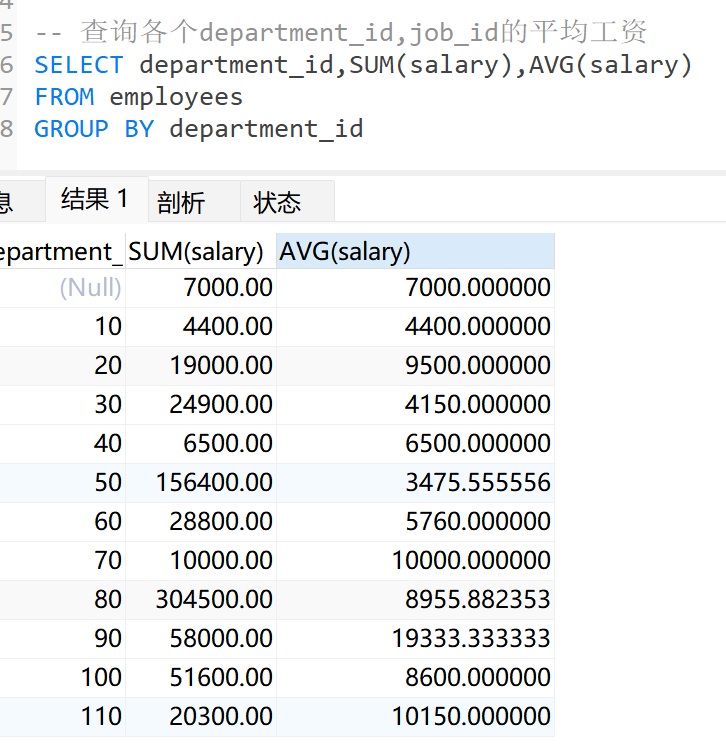 4
5 -- 查询各个department_id,job_id的平均工资
6 SELECT department_id,SUM(salary),AVG(salary)
7 FROM employees
8 GROUP BY department_id
息 结果 1 剖析 状态
epartment_ SUM(salary) AVG(salary)
(Null) 7000.00 7000.000000
10 4400.00 4400.000000
20 19000.00 9500.000000
30 24900.00 4150.000000
40 6500.00 6500.000000
50 156400.00 3475.555556
60 28800.00 5760.000000
70 10000.00 10000.000000
80 304500.00 8955.882353
90 58000.00 19333.333333
100 51600.00 8600.000000
110 20300.00 10150.000000